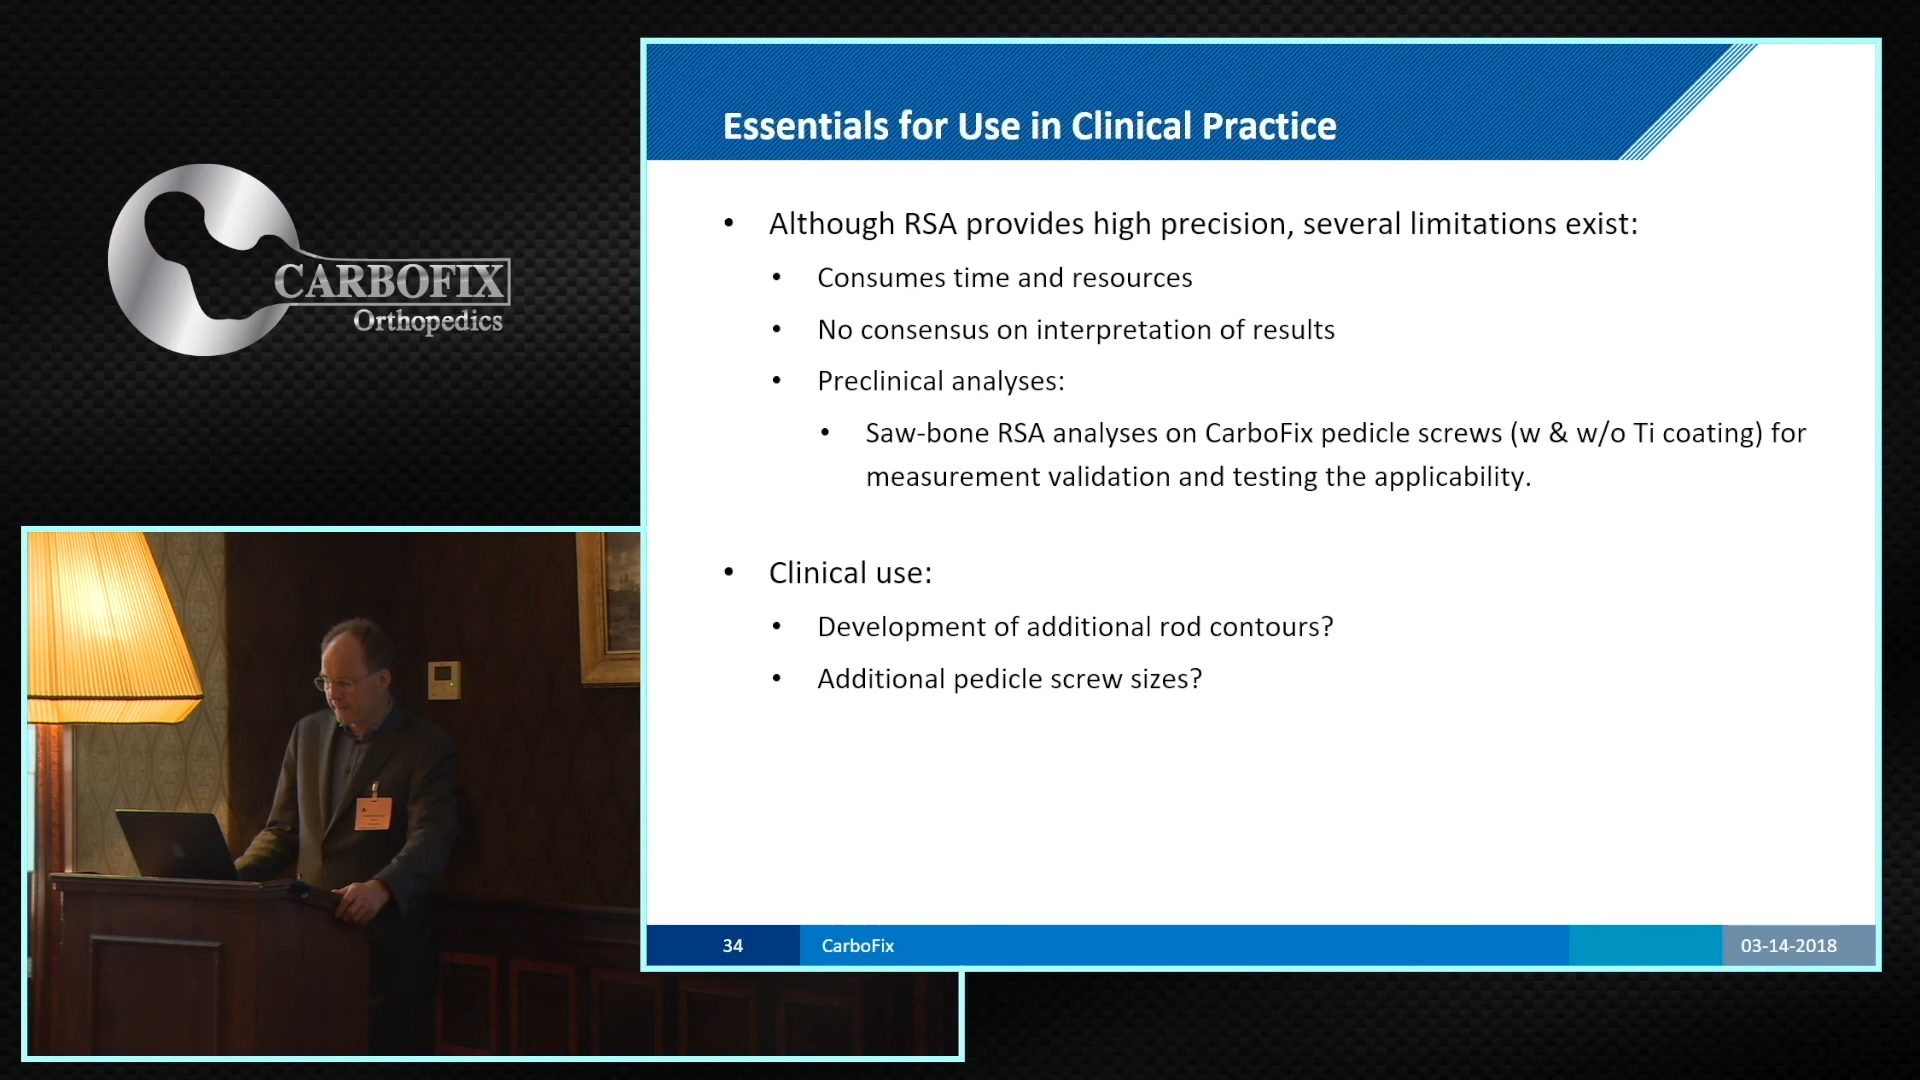 CARBOFIX
Orthopedics
Essentials for Use in Clinical Practice
• Although RSA provides high precision, several limitations exist:
• Consumes time and resources
• No consensus on interpretation of results
• Preclinical analyses:
• Saw-bone RSA analyses on CarboFix pedicle screws (w & w/o Ti coating) for
measurement validation and testing the applicability.
• Clinical use:
• Development of additional rod contours?
• Additional pedicle screw sizes?
34 CarboFix 03-14-2018